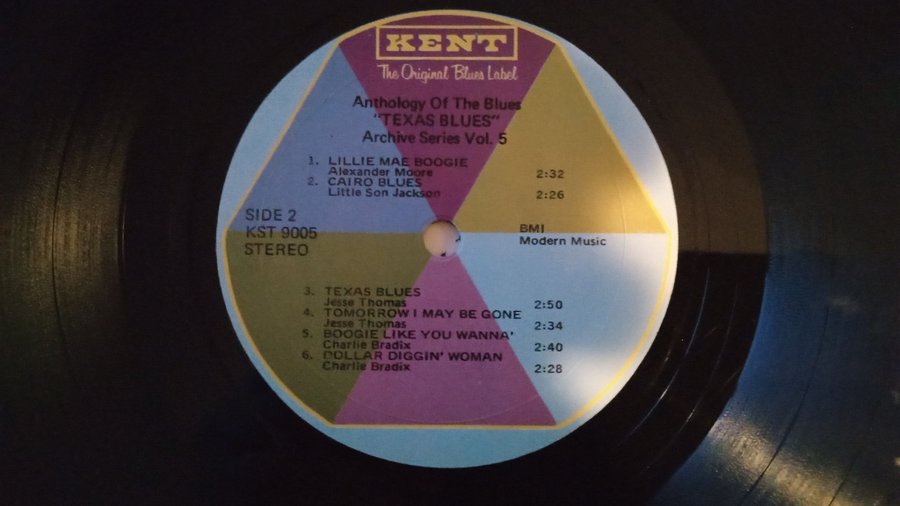 KENT
The Original Blues Label
Anthology Of The Blues
"TEXAS BLUES"
Archive Series Vol. 5
1. LILLIE MAE BOOGIE
Alexander Moore 2:32
2. CAIRO BLUES
Little Son Jackson 2:26
SIDE 2
KST 9005
STEREO
BMI
Modern Music
3. TEXAS BLUES
Jesse Thomas 2:50
4. TOMORROW I MAY BE GONE
Jesse Thomas 2:34
5. BOOGIE LIKE YOU WANNA'
Charlie Bradix 2:40
6. DOLLAR DIGGIN' WOMAN
Charlie Bradix 2:28